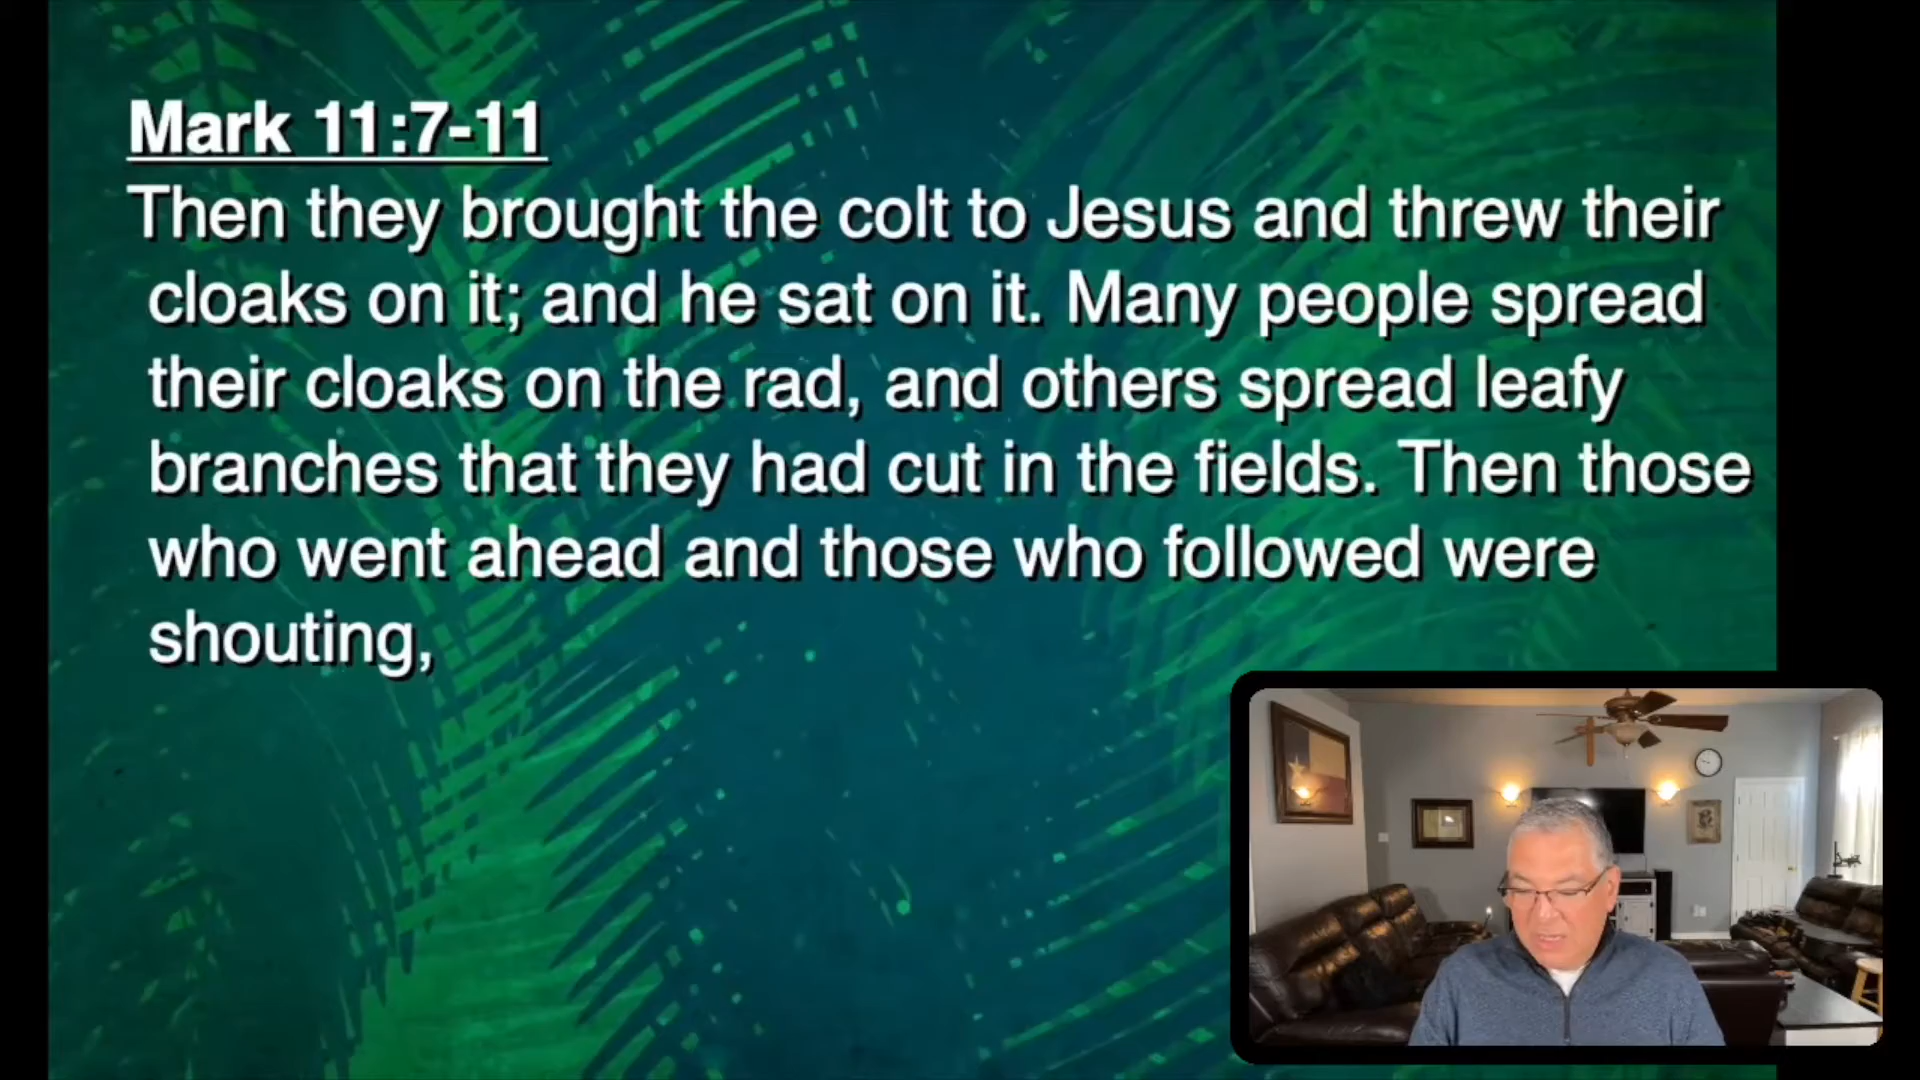 Mark 11:7-11
Then they brought the colt to Jesus and threw their
cloaks on it; and he sat on it. Many people spread
their cloaks on the rad, and others spread leafy
branches that they had cut in the fields. Then those
who went ahead and those who followed were
shouting,